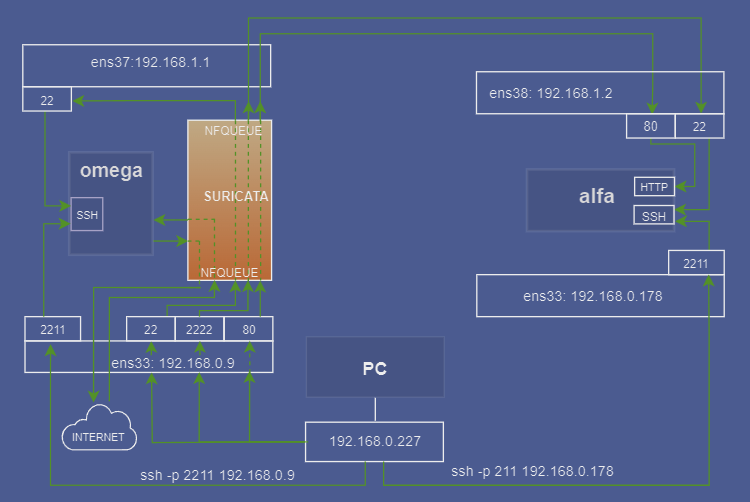 ens37:192.168.1.1
22
NFQUEUE
omega
SSH
SURICATA
NFQUEUE
ens38: 192.168.1.2
80
22
alfa
HTTP
SSH
2211
ens33: 192.168.0.178
2211
22
2222
80
ens33: 192.168.0.9
PC
INTERNET
192.168.0.227
ssh -p 2211 192.168.0.9
ssh -p 211 192.168.0.178